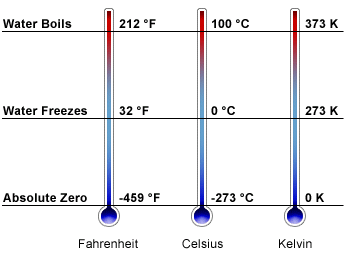 Water Boils 212 °F 100 °C 373 K
Water Freezes 32 °F 0 °C 273 K
Absolute Zero -459 °F -273 °C 0 K
Fahrenheit Celsius Kelvin